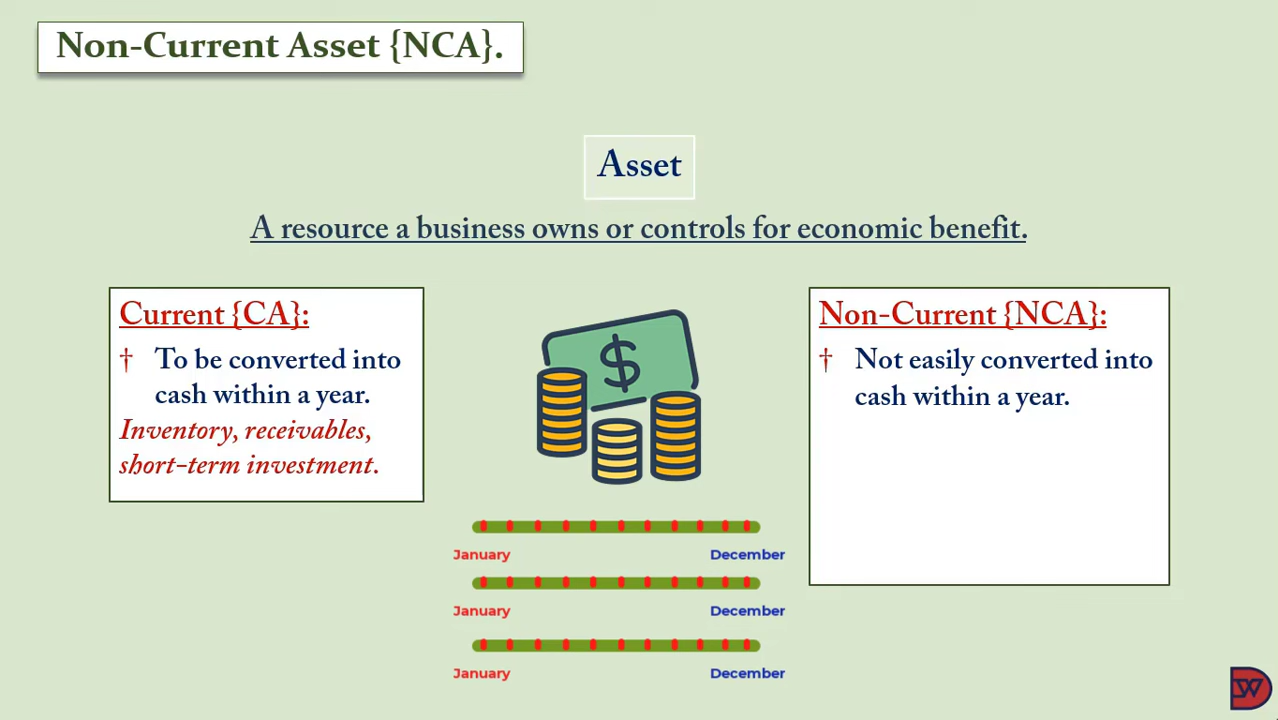 Non-Current Asset {NCA}.
Asset
A resource a business owns or controls for economic benefit.
Current {CA}:
† To be converted into
cash within a year.
Inventory, receivables,
short-term investment.
$
Non-Current {NCA}:
† Not easily converted into
cash within a year.
January December
January December
January December
W